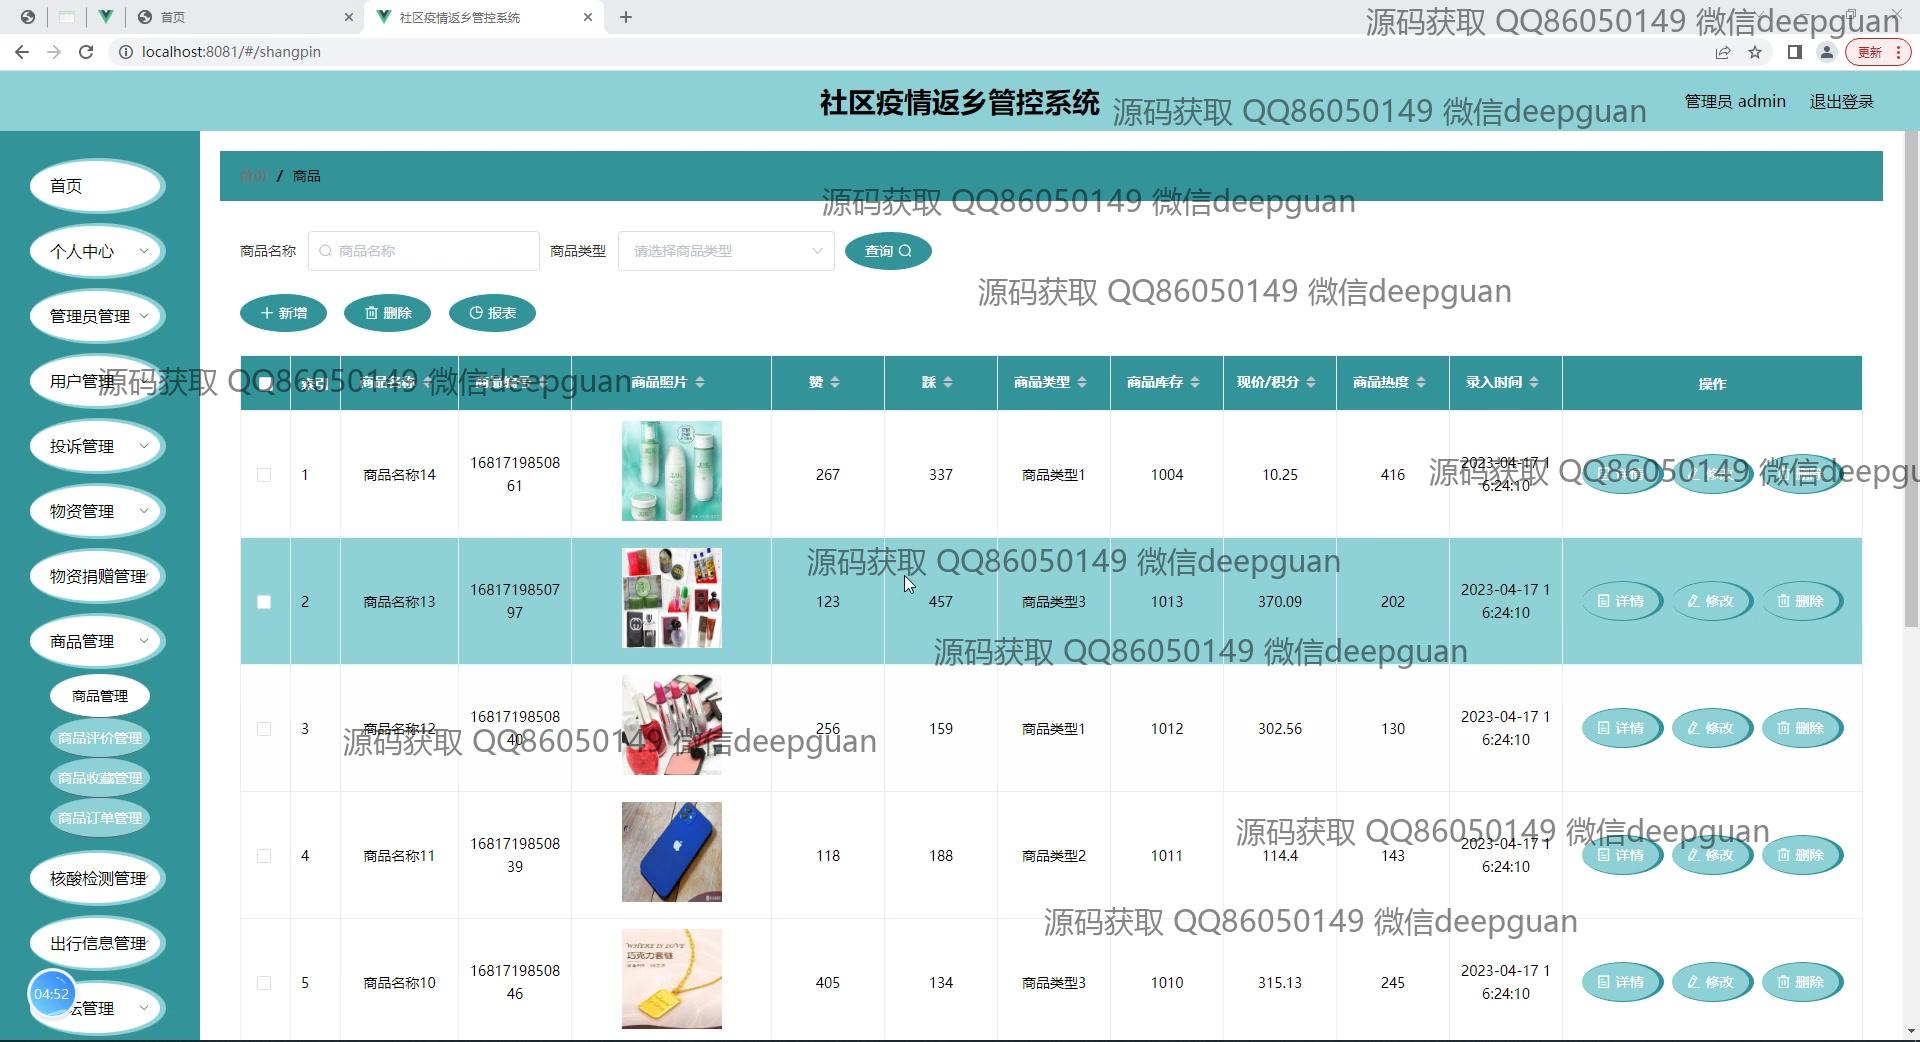 首页
社区疫情返乡管控系统
源码获取 QQ86050149 微信deepguan
localhost:8081/#/shangpin
更新
社区疫情返乡管控系统
源码获取 QQ86050149 微信deepguan
管理员 admin
退出登录
首页 / 商品
源码获取 QQ86050149 微信deepguan
首页
个人中心
管理员管理
用户管理
投诉管理
物资管理
物资捐赠管理
商品管理
商品管理
商品评价管理
商品收藏管理
商品订单管理
核酸检测管理
出行信息管理
坛管理
04:52
商品名称 商品名称 商品类型 请选择商品类型 查询
源码获取 QQ86050149 微信deepguan
新增 删除 报表
源码获取 QQ86050149 微信deepguan
索引 商品名称 商品编号 商品照片 赞 踩 商品类型 商品库存 现价/积分 商品热度 录入时间 操作
1 商品名称14 1681719850861 267 337 商品类型1 1004 10.25 416 2023-04-17 16:24:10 详情 修改 删除
源码获取 QQ86050149 微信deepgu
源码获取 QQ86050149 微信deepguan
2 商品名称13 1681719850797 123 457 商品类型3 1013 370.09 202 2023-04-17 16:24:10 详情 修改 删除
源码获取 QQ86050149 微信deepguan
3 商品名称12 1681719850840 256 159 商品类型1 1012 302.56 130 2023-04-17 16:24:10 详情 修改 删除
源码获取 QQ86050149 微信deepguan
源码获取 QQ86050149 微信deepguan
4 商品名称11 1681719850839 118 188 商品类型2 1011 114.4 143 2023-04-17 16:24:10 详情 修改 删除
源码获取 QQ86050149 微信deepguan
WHERE IS LOVE
巧克力套链
5 商品名称10 1681719850846 405 134 商品类型3 1010 315.13 245 2023-04-17 16:24:10 详情 修改 删除